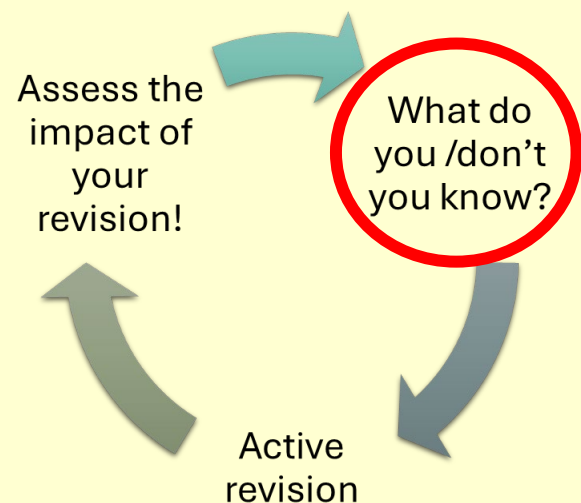 Assess the
impact of
your
revision!
What do
you /don’t
you know?
Active
revision